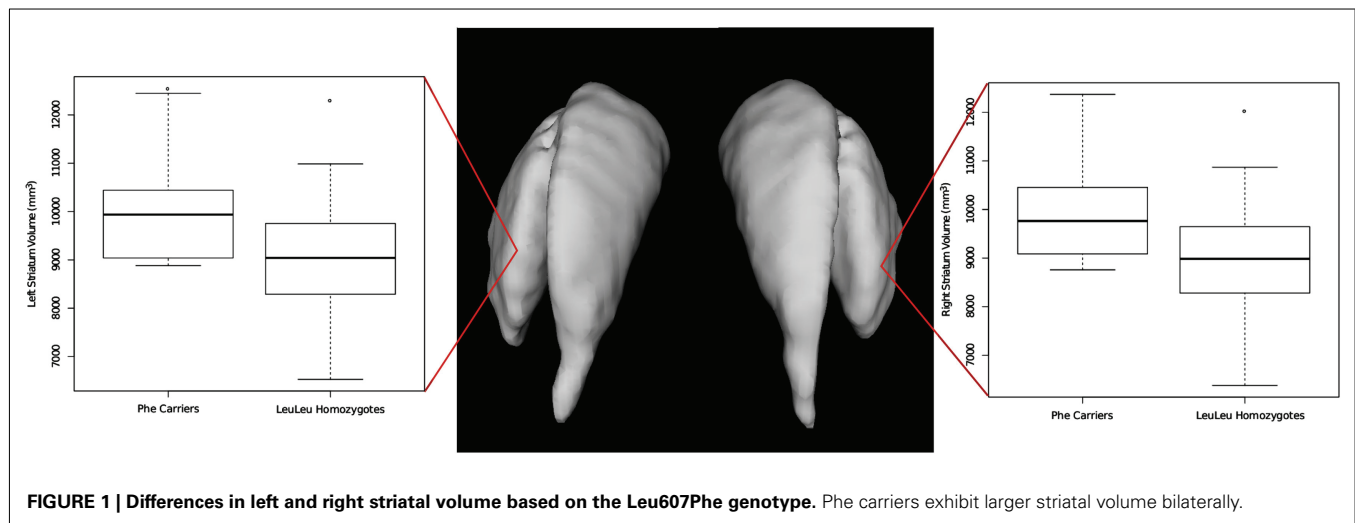 12000
11000
10000
9000
8000
7000
Left Striatum Volume (mm³)
Phe Carriers
LeuLeu Homozygotes
12000
11000
10000
9000
8000
7000
Right Striatum Volume (mm³)
Phe Carriers
LeuLeu Homozygotes
FIGURE 1 | Differences in left and right striatal volume based on the Leu607Phe genotype. Phe carriers exhibit larger striatal volume bilaterally.